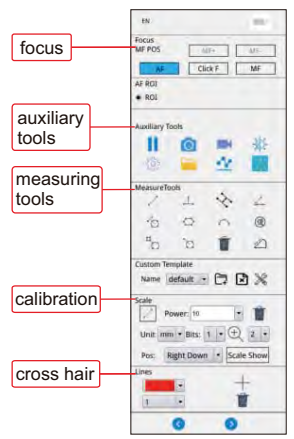 EN
Focus
focus
MF POS
MF+
MF-
AF
Click F
MF
AF ROI
ROI
auxiliary
tools
Auxiliary Tools
measuring
tools
MeasureTools
Custom Template
Name
default
calibration
Scale
Power:
10
Unit
mm
Bits:
1
2
Pos:
Right Down
Scale Show
cross hair
Lines
1